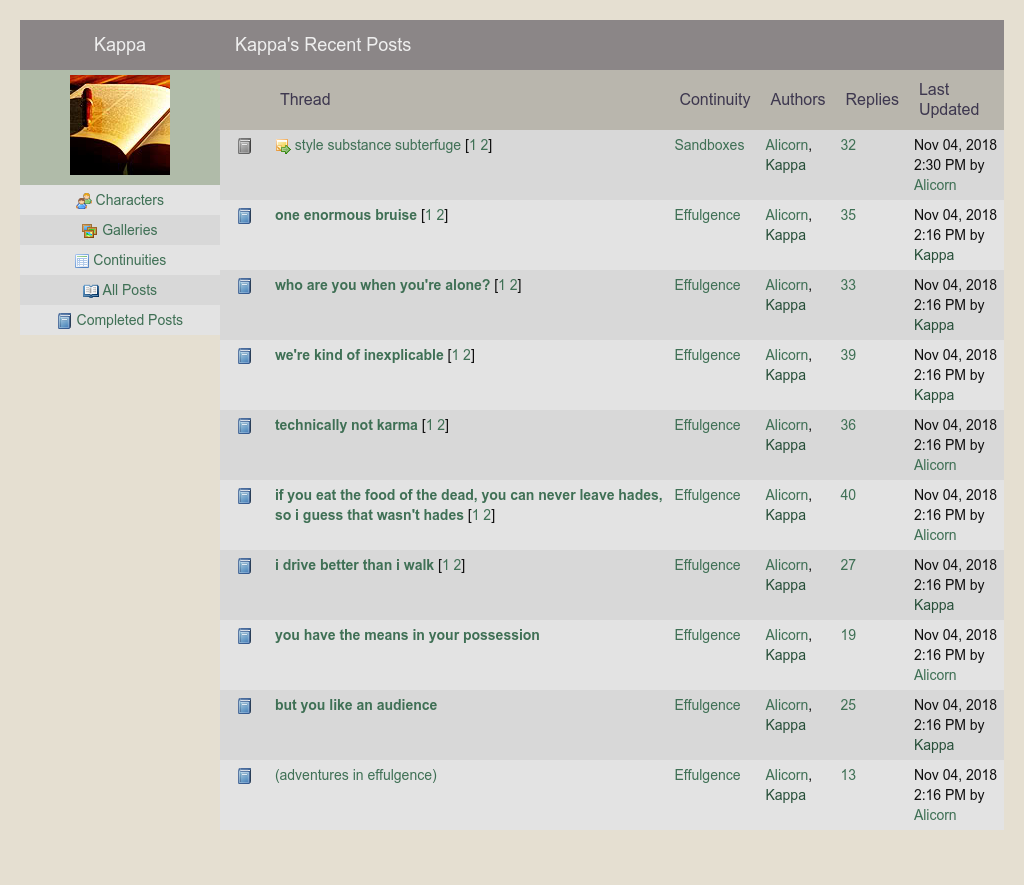 Kappa
Kappa's Recent Posts
Characters
Galleries
Continuities
All Posts
Completed Posts
Thread Continuity Authors Replies Last
Updated
style substance subterfuge [1 2] Sandboxes Alicorn, 32 Nov 04, 2018
Kappa 2:30 PM by
Alicorn
one enormous bruise [1 2] Effulgence Alicorn, 35 Nov 04, 2018
Kappa 2:16 PM by
Kappa
who are you when you're alone? [1 2] Effulgence Alicorn, 33 Nov 04, 2018
Kappa 2:16 PM by
Kappa
we're kind of inexplicable [1 2] Effulgence Alicorn, 39 Nov 04, 2018
Kappa 2:16 PM by
Kappa
technically not karma [1 2] Effulgence Alicorn, 36 Nov 04, 2018
Kappa 2:16 PM by
Alicorn
if you eat the food of the dead, you can never leave hades, Effulgence Alicorn, 40 Nov 04, 2018
so i guess that wasn't hades [1 2] Kappa 2:16 PM by
Alicorn
i drive better than i walk [1 2] Effulgence Alicorn, 27 Nov 04, 2018
Kappa 2:16 PM by
Kappa
you have the means in your possession Effulgence Alicorn, 19 Nov 04, 2018
Kappa 2:16 PM by
Alicorn
but you like an audience Effulgence Alicorn, 25 Nov 04, 2018
Kappa 2:16 PM by
Kappa
(adventures in effulgence) Effulgence Alicorn, 13 Nov 04, 2018
Kappa 2:16 PM by
Alicorn